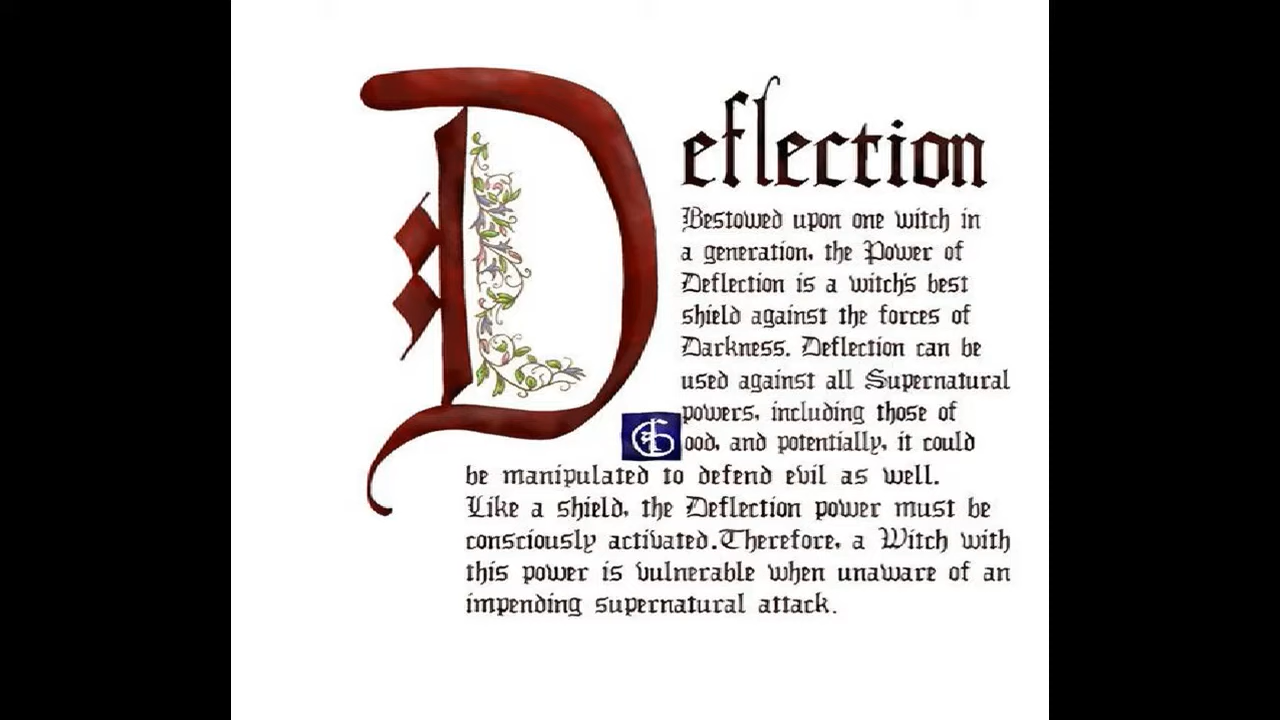 Deflection
Bestowed upon one witch in
a generation, the Power of
Deflection is a witch's best
shield against the forces of
Darkness. Deflection can be
used against all Supernatural
powers, including those of
Good, and potentially, it could
be manipulated to defend evil as well.
Like a shield, the Deflection power must be
consciously activated.Therefore, a Witch with
this power is vulnerable when unaware of an
impending supernatural attack.